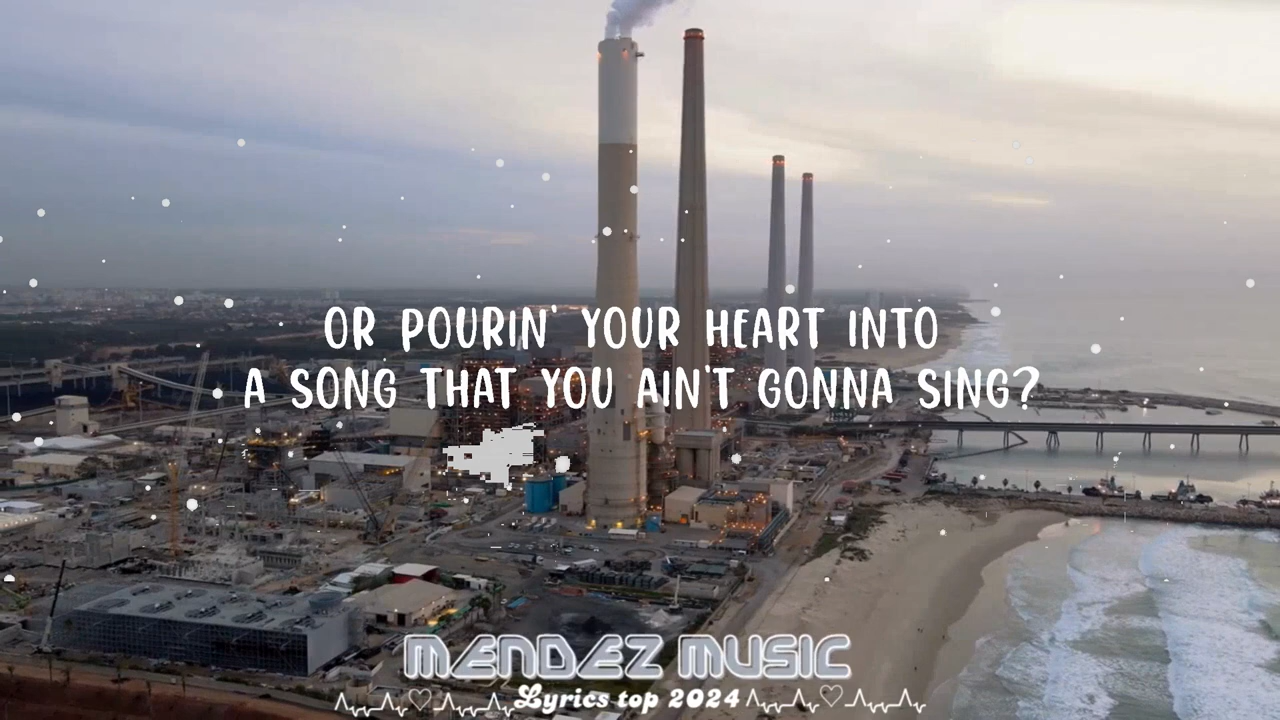 OR POURIN' YOUR HEART INTO
A SONG THAT YOU AIN'T GONNA SING?
MENDEZ MUSIC
Lyrics top 2024